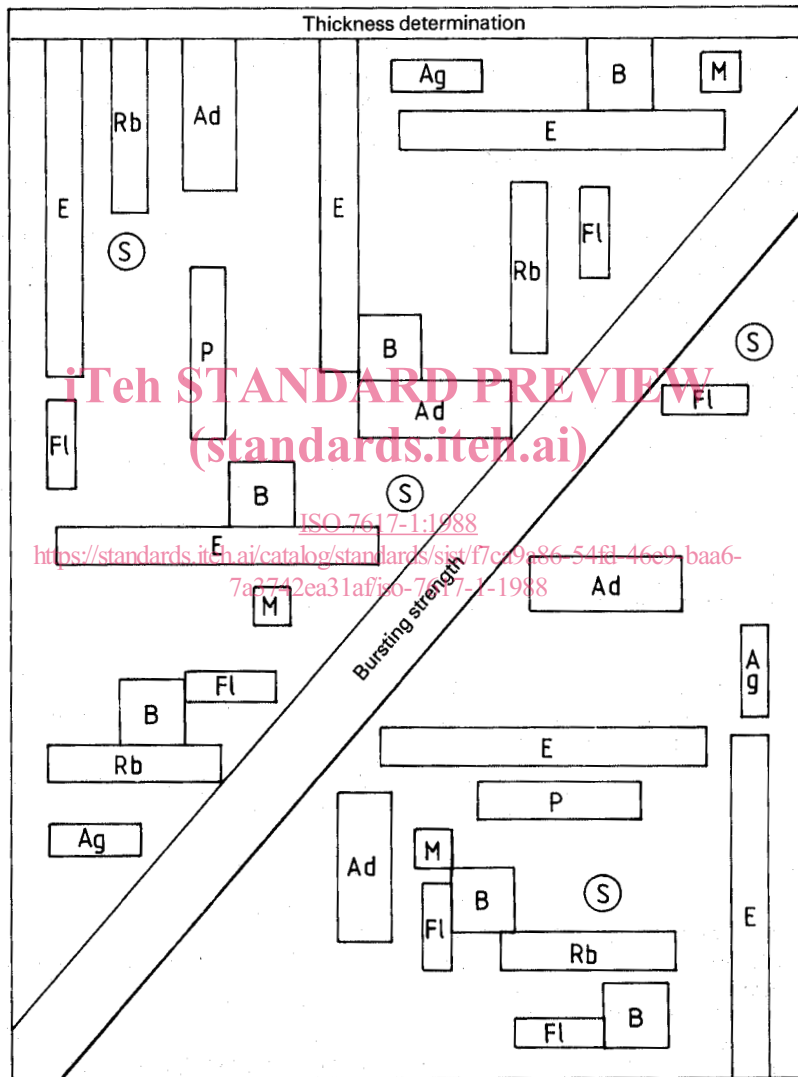 Thickness determination
Ag
B
M
Rb
Ad
E
E
E
Fl
S
Rb
P
S
B
iTeh STANDARD PREVIEW
Fl
Ad
(standards.iteh.ai)
Fl
B
S
ISO 7617-1:1988
E
https://standards.iteh.ai/catalog/standards/sist/f7ca9a86-54fd-46e9-baa6-
7a3742ea31af/iso-7617-1-1988
Ad
M
Bursting strength
Ag
Fl
B
E
Rb
P
Ag
M
Ad
B
S
E
Fl
Rb
B
Fl